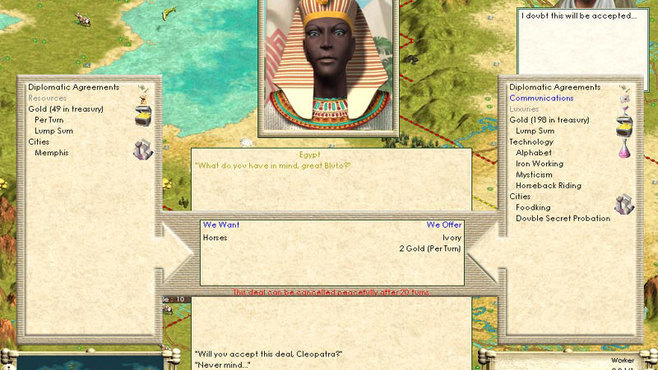 I doubt this will be accepted...
Diplomatic Agreements
Resources
Gold (49 in treasury)
Per Turn
Lump Sum
Cities
Memphis
Egypt
"What do you have in mind, great Bluto?"
We Want
We Offer
Horses
Ivory
2 Gold (Per Turn)
This deal can be cancelled peacefully after 20 turns.
Diplomatic Agreements
Communications
Luxuries
Gold (198 in treasury)
Lump Sum
Technology
Alphabet
Iron Working
Mysticism
Horseback Riding
Cities
Foodking
Double Secret Probation
: 10
"Will you accept this deal, Cleopatra?"
"Never mind..."
Worker